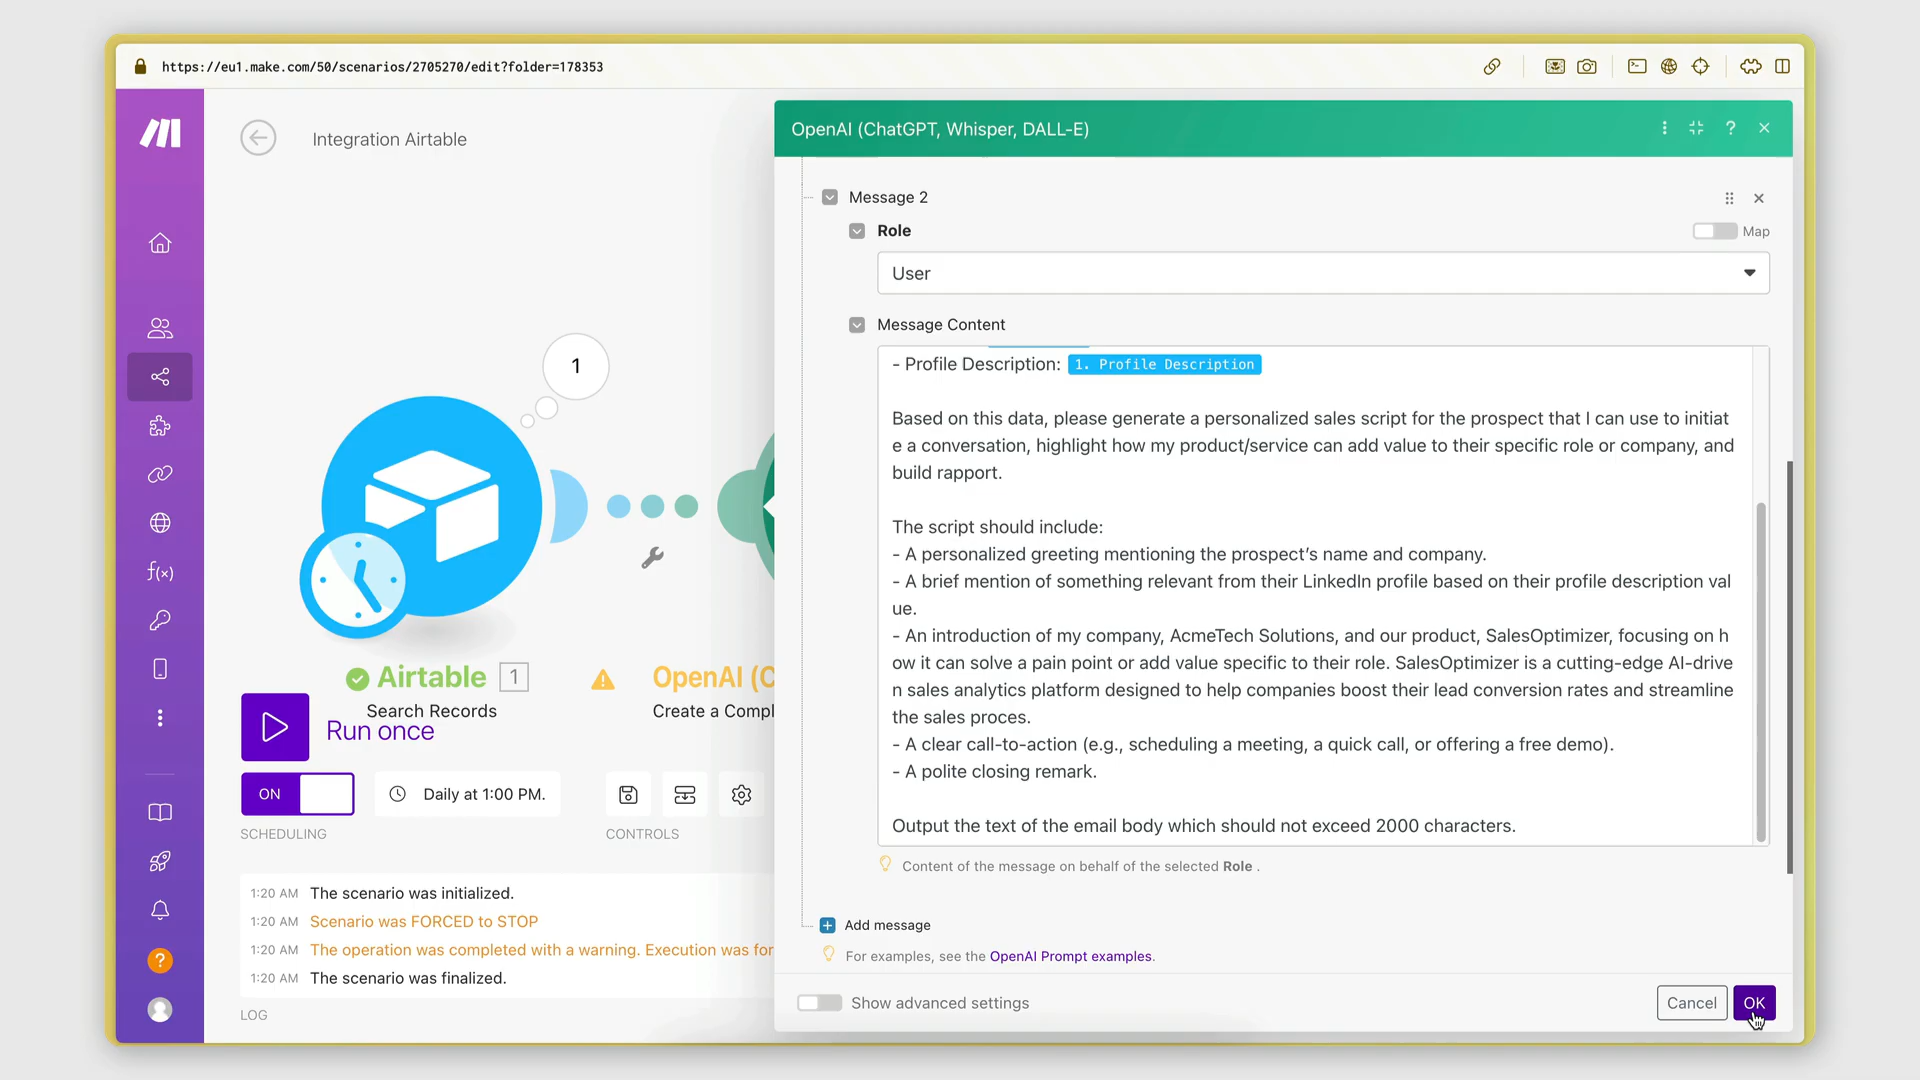 https://eu1.make.com/50/scenarios/2705270/edit?folder=178353
Integration Airtable
1
Airtable 1
Search Records
OpenAI (C
Create a Compl
Run once
ON
Daily at 1:00 PM.
SCHEDULING
CONTROLS
1:20 AM The scenario was initialized.
1:20 AM Scenario was FORCED to STOP
1:20 AM The operation was completed with a warning. Execution was for
1:20 AM The scenario was finalized.
LOG
f(x)
?
OpenAI (ChatGPT, Whisper, DALL-E)
?
Message 2
Role
Map
User
Message Content
- Profile Description: 1. Profile Description
Based on this data, please generate a personalized sales script for the prospect that I can use to initiat
e a conversation, highlight how my product/service can add value to their specific role or company, and
build rapport.
The script should include:
- A personalized greeting mentioning the prospect's name and company.
- A brief mention of something relevant from their LinkedIn profile based on their profile description val
ue.
- An introduction of my company, AcmeTech Solutions, and our product, SalesOptimizer, focusing on h
ow it can solve a pain point or add value specific to their role. SalesOptimizer is a cutting-edge AI-drive
n sales analytics platform designed to help companies boost their lead conversion rates and streamline
the sales proces.
- A clear call-to-action (e.g., scheduling a meeting, a quick call, or offering a free demo).
- A polite closing remark.
Output the text of the email body which should not exceed 2000 characters.
Content of the message on behalf of the selected Role .
Add message
For examples, see the OpenAI Prompt examples.
Show advanced settings
Cancel
OK